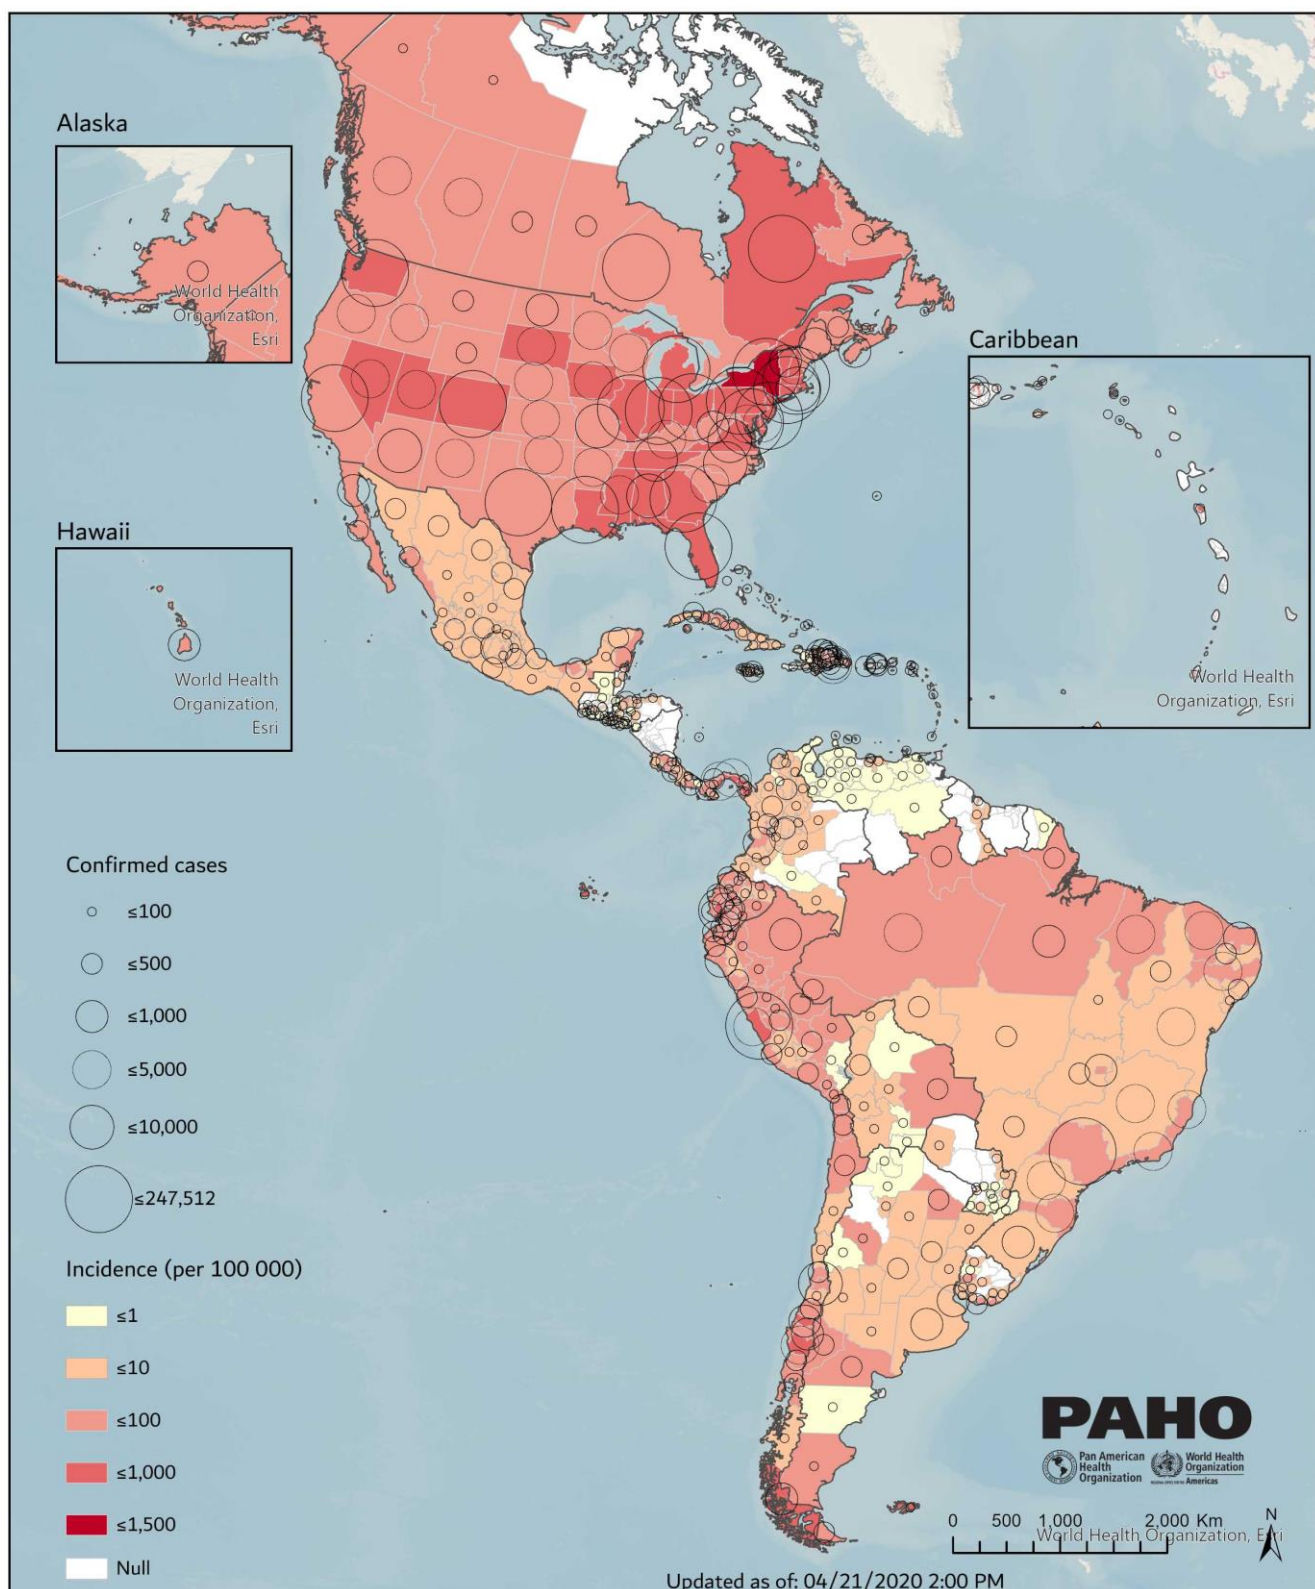 Alaska
World Health
Organization,
Esri
Caribbean
World Health
Organization, Esri
Hawaii
World Health
Organization,
Esri
Confirmed cases
≤100
≤500
≤1,000
≤5,000
≤10,000
≤247,512
Incidence (per 100 000)
≤1
≤10
≤100
≤1,000
≤1,500
Null
PAHO
Pan American
Health
Organization
World Health
Organization
Americas
0 500 1,000 2,000 Km
N
World Health Organization, Esri
Updated as of: 04/21/2020 2:00 PM